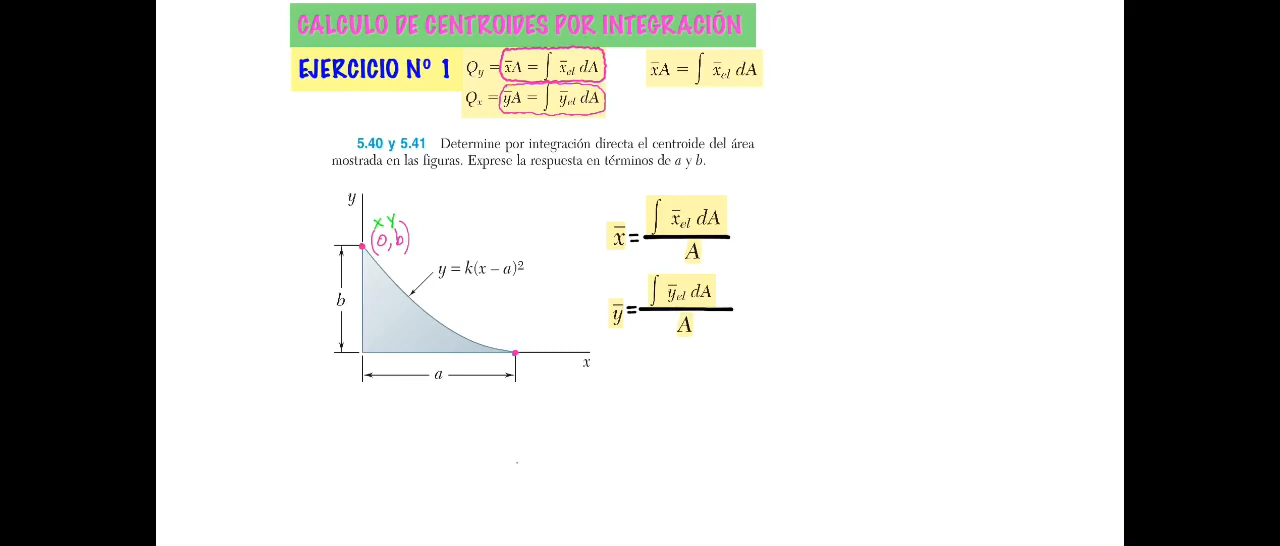 CALCULO DE CENTROIDES POR INTEGRACIÓN
EJERCICIO Nº 1
Q_y = x̄A = ∫ x̄_el dA
Q_x = ȳA = ∫ ȳ_el dA
x̄A = ∫ x̄_el dA
5.40 y 5.41 Determine por integración directa el centroide del área
mostrada en las figuras. Exprese la respuesta en términos de a y b.
y
X Y
(0,b)
y = k(x – a)²
b
a
x
x̄ = ∫ x̄_el dA / A
ȳ = ∫ ȳ_el dA / A